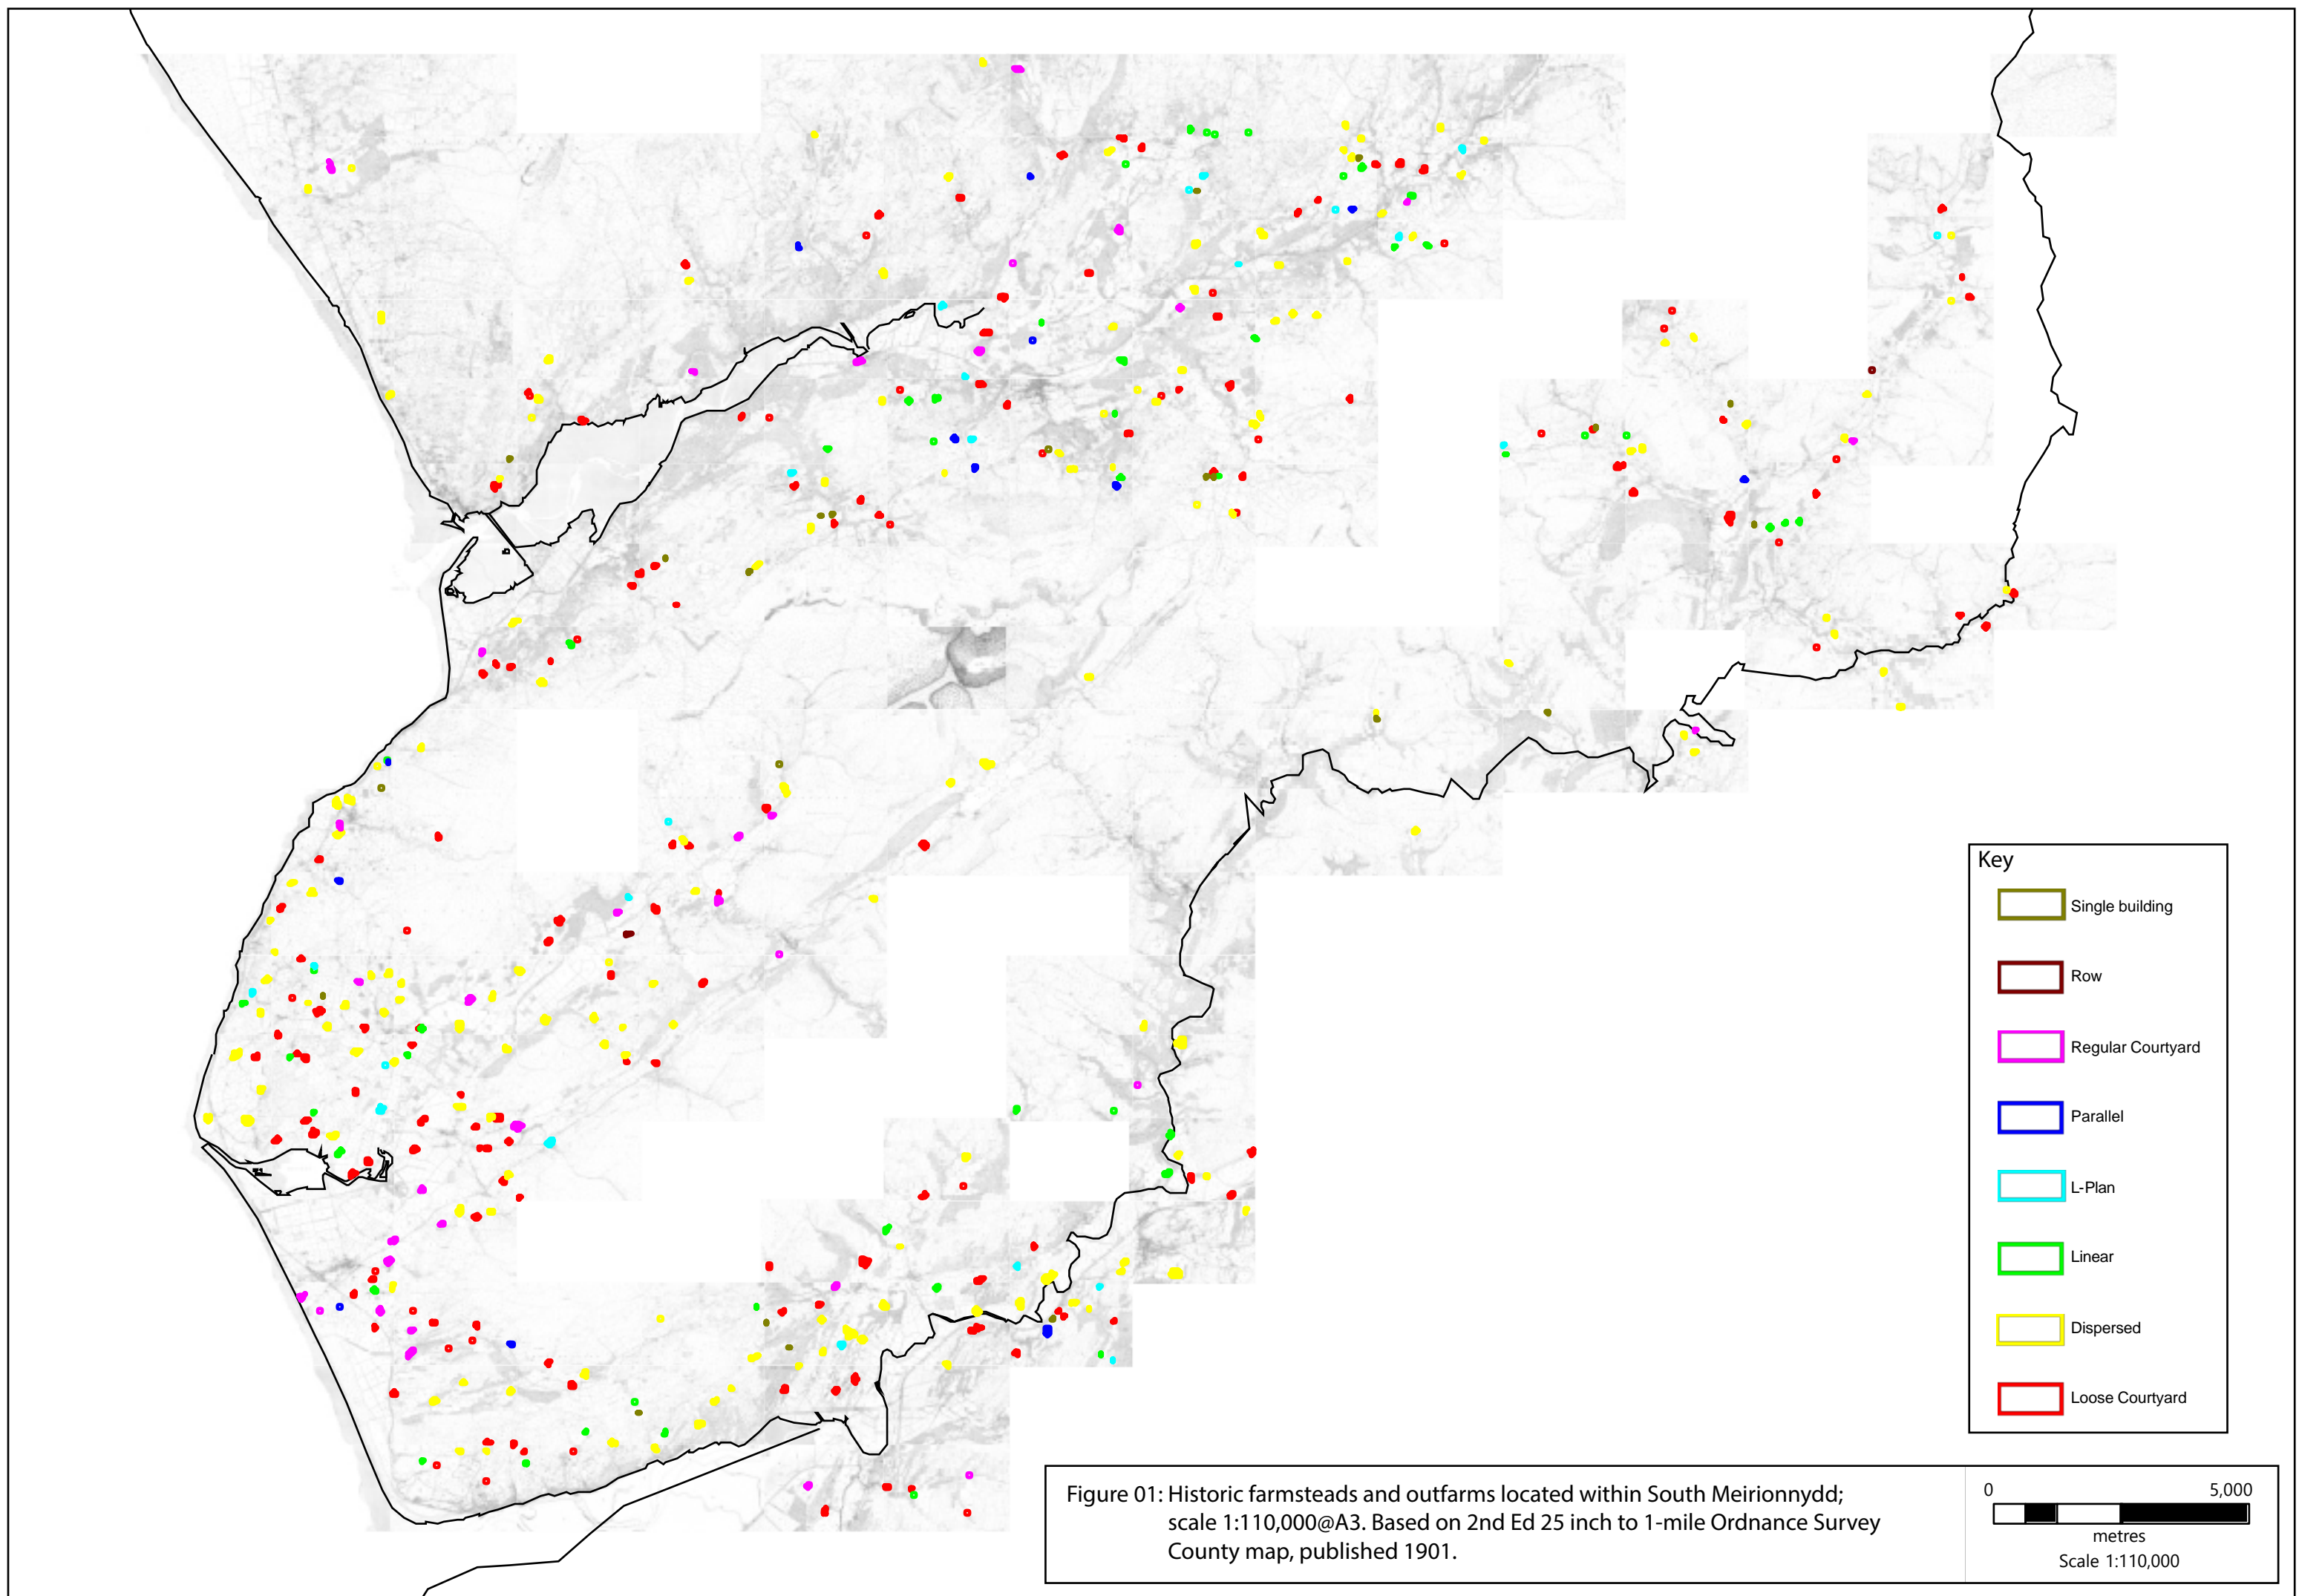 Key
Single building
Row
Regular Courtyard
Parallel
L-Plan
Linear
Dispersed
Loose Courtyard
Figure 01: Historic farmsteads and outfarms located within South Meirionnydd;
scale 1:110,000@A3. Based on 2nd Ed 25 inch to 1-mile Ordnance Survey
County map, published 1901.
0 5,000
metres
Scale 1:110,000